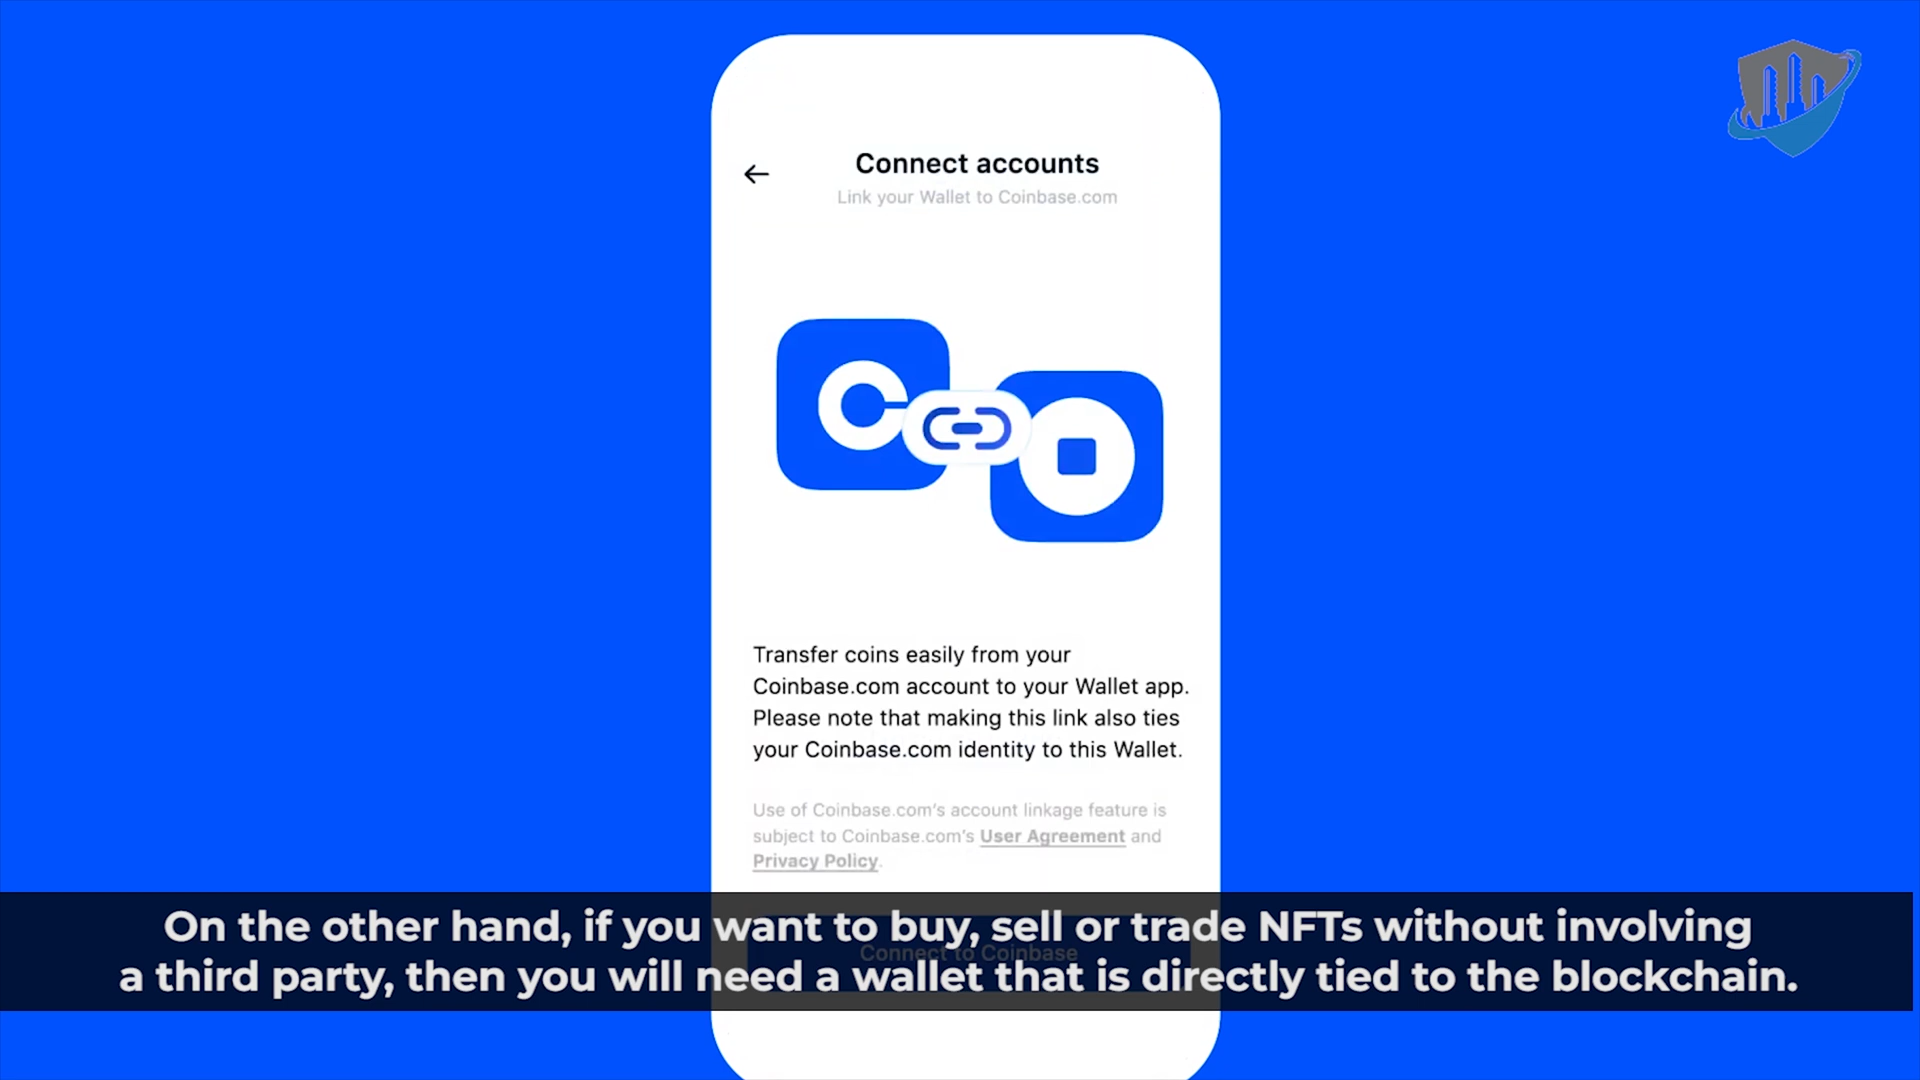 Connect accounts
Link your Wallet to Coinbase.com
Transfer coins easily from your
Coinbase.com account to your Wallet app.
Please note that making this link also ties
your Coinbase.com identity to this Wallet.
Use of Coinbase.com's account linkage feature is
subject to Coinbase.com's User Agreement and
Privacy Policy.
Connect to Coinbase
On the other hand, if you want to buy, sell or trade NFTs without involving
a third party, then you will need a wallet that is directly tied to the blockchain.